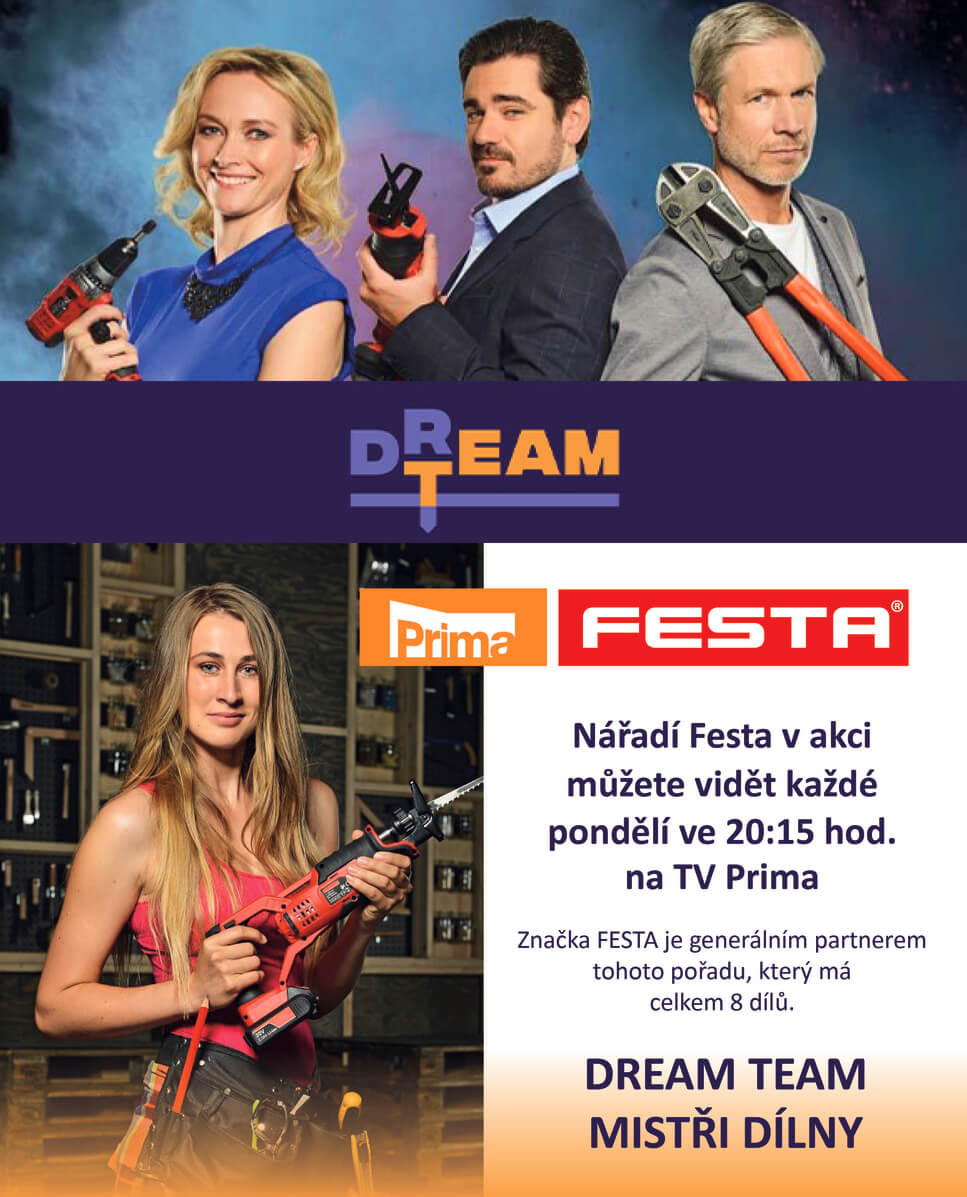 DREAM
T
Prima
FESTA®
Nářadí Festa v akci
můžete vidět každé
pondělí ve 20:15 hod.
na TV Prima
Značka FESTA je generálním partnerem
tohoto pořadu, který má
celkem 8 dílů.
DREAM TEAM
MISTŘI DÍLNY
20V